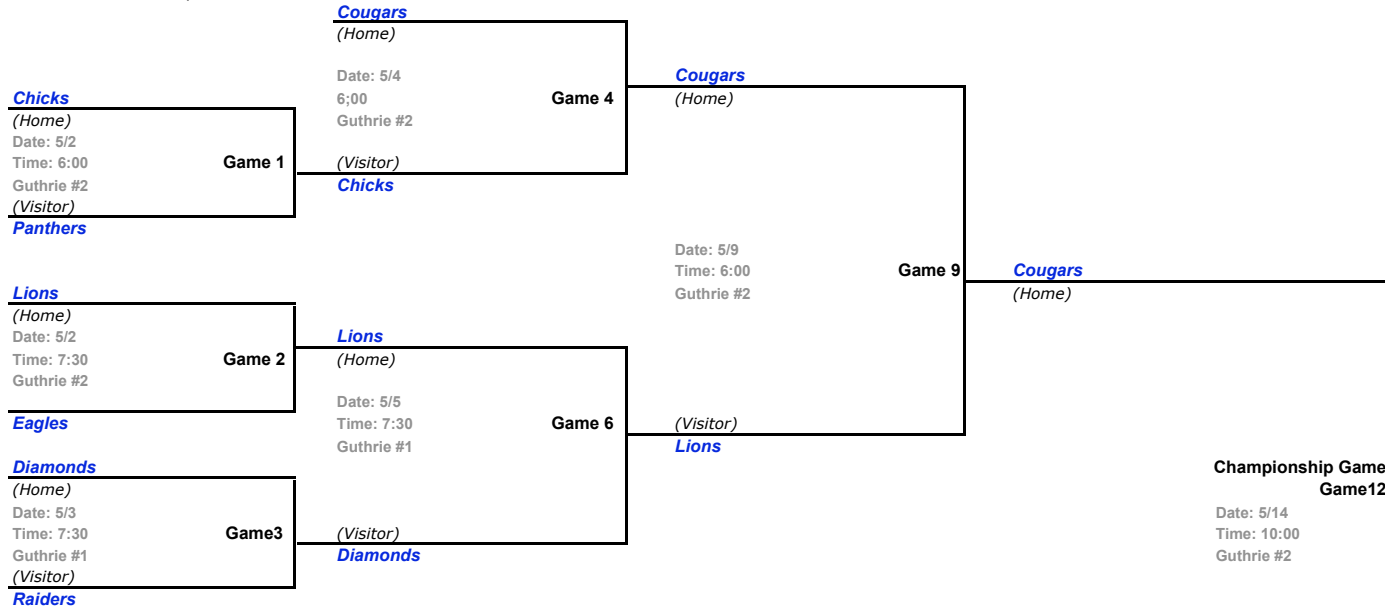 Cougars
(Home)
Date: 5/4
6;00
Game 4
Guthrie #2
(Visitor)
Chicks
Chicks
(Home)
Date: 5/2
Time: 6:00
Game 1
Guthrie #2
(Visitor)
Panthers
Cougars
(Home)
Date: 5/9
Time: 6:00
Game 9
Guthrie #2
(Visitor)
Lions
Cougars
(Home)
Lions
(Home)
Date: 5/2
Time: 7:30
Game 2
Guthrie #2
Eagles
Lions
(Home)
Date: 5/5
Time: 7:30
Game 6
Guthrie #1
(Visitor)
Diamonds
Diamonds
(Home)
Date: 5/3
Time: 7:30
Game3
Guthrie #1
(Visitor)
Raiders
Championship Game
Game12
Date: 5/14
Time: 10:00
Guthrie #2